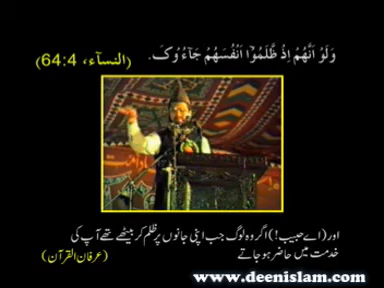 وَلَوْ اَنَّهُمْ اِذْ ظَّلَمُوْۤا اَنْفُسَهُمْ جَآءُوْكَ.
(النسآء، 64:4)
اور (اے حبیب!) اگر وہ لوگ جب اپنی جانوں پر ظلم کر بیٹھے تھے آپ کی
خدمت میں حاضر ہو جاتے (عرفان القرآن)
www.deenislam.com